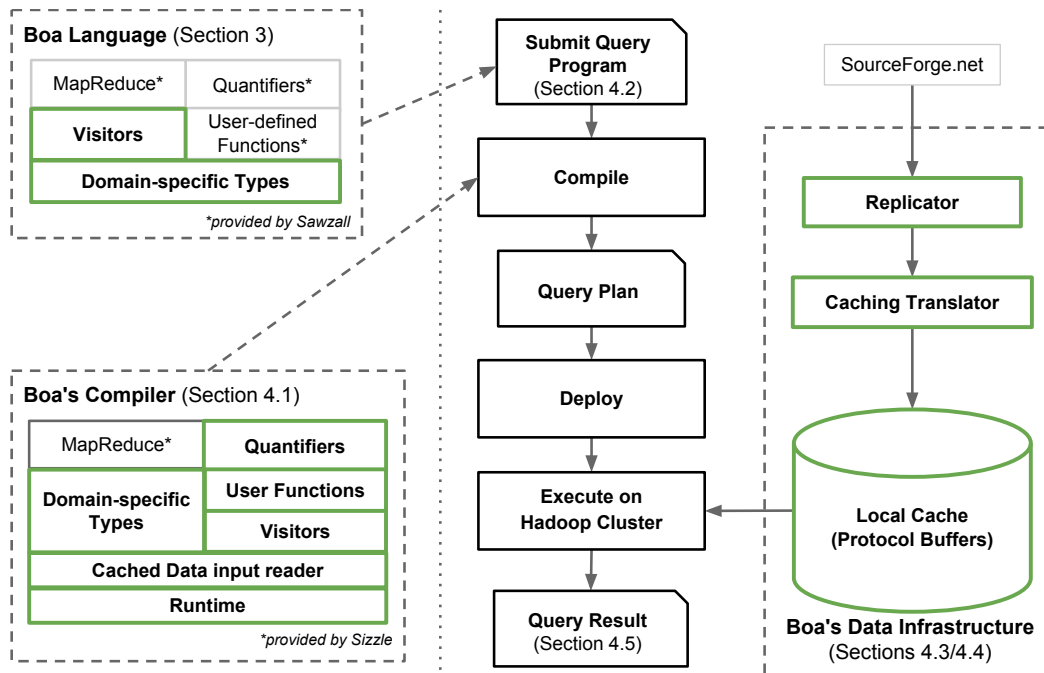 Boa Language (Section 3)
MapReduce*
Quantifiers*
Visitors
User-defined
Functions*
Domain-specific Types
*provided by Sawzall
Boa's Compiler (Section 4.1)
MapReduce*
Quantifiers
Domain-specific
Types
User Functions
Visitors
Cached Data input reader
Runtime
*provided by Sizzle
Submit Query
Program
(Section 4.2)
Compile
Query Plan
Deploy
Execute on
Hadoop Cluster
Query Result
(Section 4.5)
SourceForge.net
Replicator
Caching Translator
Local Cache
(Protocol Buffers)
Boa's Data Infrastructure
(Sections 4.3/4.4)